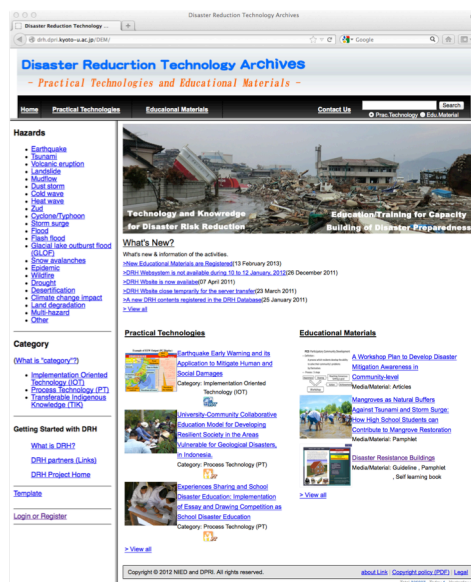 Disaster Reduction Technology Archives
Disaster Reduction Technology ...
drh.dpri.kyoto-u.ac.jp/DEM/
Google
Disaster Reducrtion Technology Archives
- Practical Technologies and Educational Materials -
Home
Practical Technologies
Educaional Materials
Contact Us
Search
Prac.Technology
Edu.Material
Hazards
Earthquake
Tsunami
Volcanic eruption
Landslide
Mudflow
Dust storm
Cold wave
Heat wave
Zud
Cyclone/Typhoon
Storm surge
Flood
Flash flood
Glacial lake outburst flood
(GLOF)
Snow avalanches
Epidemic
Wildfire
Drought
Desertification
Climate change impact
Land degradation
Multi-hazard
Other
Category
(What is "category"?)
Implementation Oriented
Technology (IOT)
Process Technology (PT)
Transferable Indigenous
Knowledge (TIK)
Getting Started with DRH
What is DRH?
DRH partners (Links)
DRH Project Home
Template
Login or Register
Technology and Knowredge
for Disaster Risk Reduction
Education/Training for Capacity
Building of Disaster Preparedness
What's New?
What's new & information of the activities.
>New Educational Materials are Registered(13 February 2013)
>DRH Websystem is not available during 10 to 12 January, 2012(26 December 2011)
>DRH Wbsite is now availabe(07 April 2011)
>DRH Wbsite close temprarily for the server transfer(23 March 2011)
>A new DRH contents registered in the DRH Database(25 January 2011)
> View all
Practical Technologies
Earthquake Early Warning and its
Application to Mitigate Human and
Social Damages
Category: Implementation Oriented
Technology (IOT)
University-Community Collaborative
Education Model for Developing
Resilient Society in the Areas
Vulnerable for Geological Disasters,
in Indonesia.
Category: Process Technology (PT)
Experiences Sharing and School
Disaster Education: Implementation
of Essay and Drawing Competition as
School Disaster Education
Category: Process Technology (PT)
> View all
Educational Materials
A Workshop Plan to Develop Disaster
Mitigation Awareness in
Community-level
Media/Material: Articles
Mangroves as Natural Buffers
Against Tsunami and Storm Surge:
How High School Students can
Contribute to Mangrove Restoration
Media/Material: Pamphlet
Disaster Resistance Buildings
Media/Material: Guideline , Pamphlet
, Self learning book
> View all
Copyright © 2012 NIED and DPRI. All rights reserved.
about Link | Copyright policy (PDF) | Legal